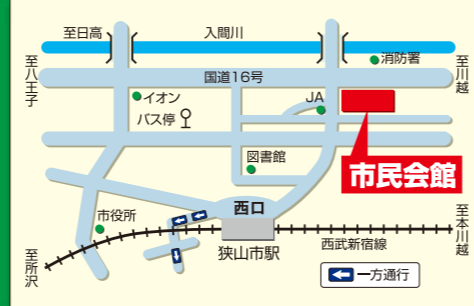 至日高
入間川
消防署
至八王子
国道16号
至川越
イオン
JA
バス停
図書館
市民会館
市役所
西口
至本川越
狭山市駅
西武新宿線
至所沢
一方通行